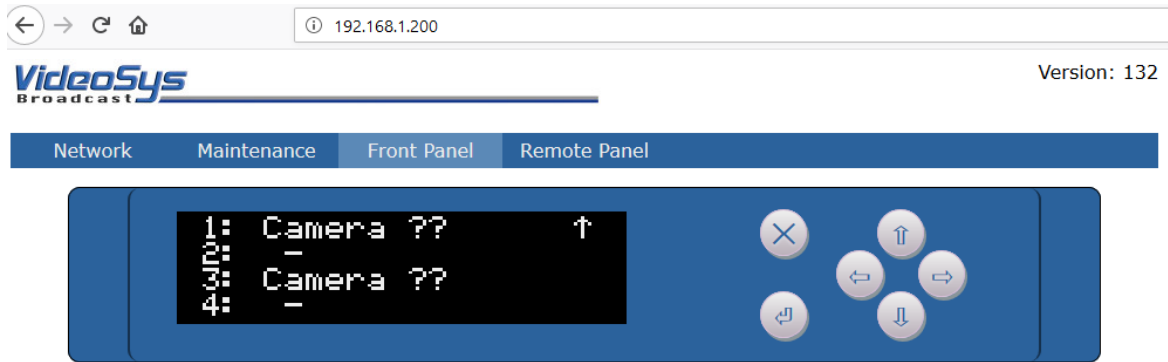 192.168.1.200
VideoSys
Broadcast
Version: 132
Network Maintenance Front Panel Remote Panel
1: Camera ?? ↑
2: –
3: Camera ??
4: –